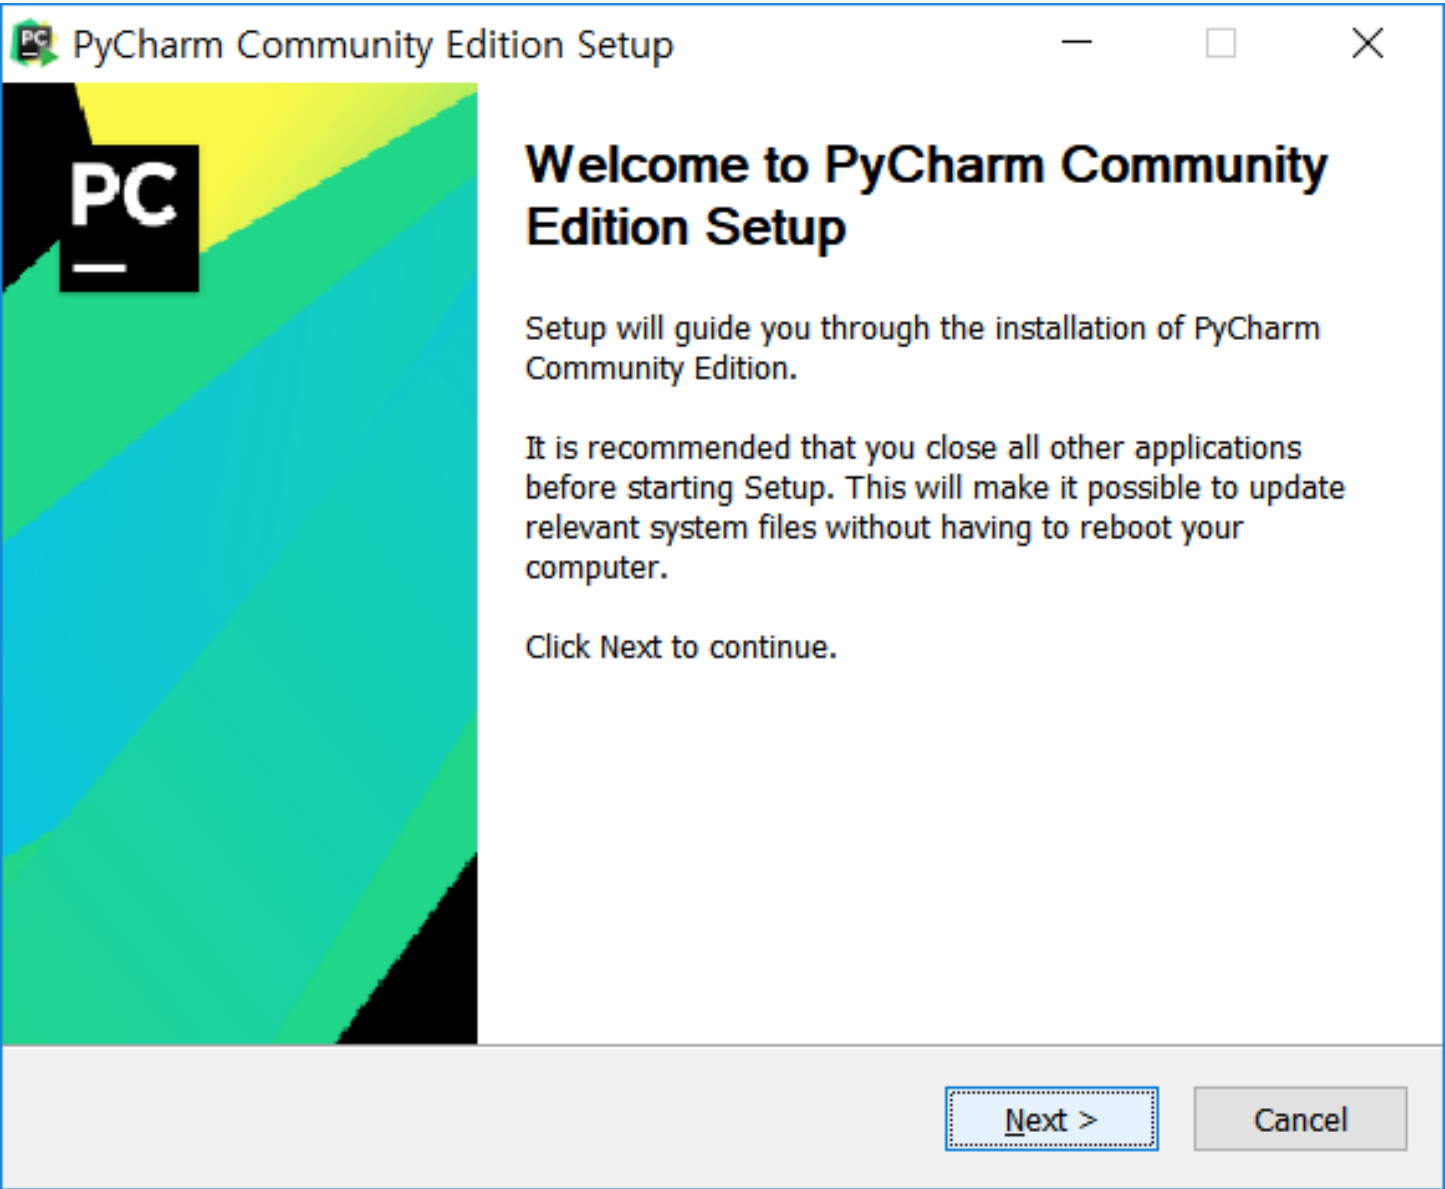 PyCharm Community Edition Setup
PC
Welcome to PyCharm Community
Edition Setup
Setup will guide you through the installation of PyCharm
Community Edition.
It is recommended that you close all other applications
before starting Setup. This will make it possible to update
relevant system files without having to reboot your
computer.
Click Next to continue.
Next >
Cancel